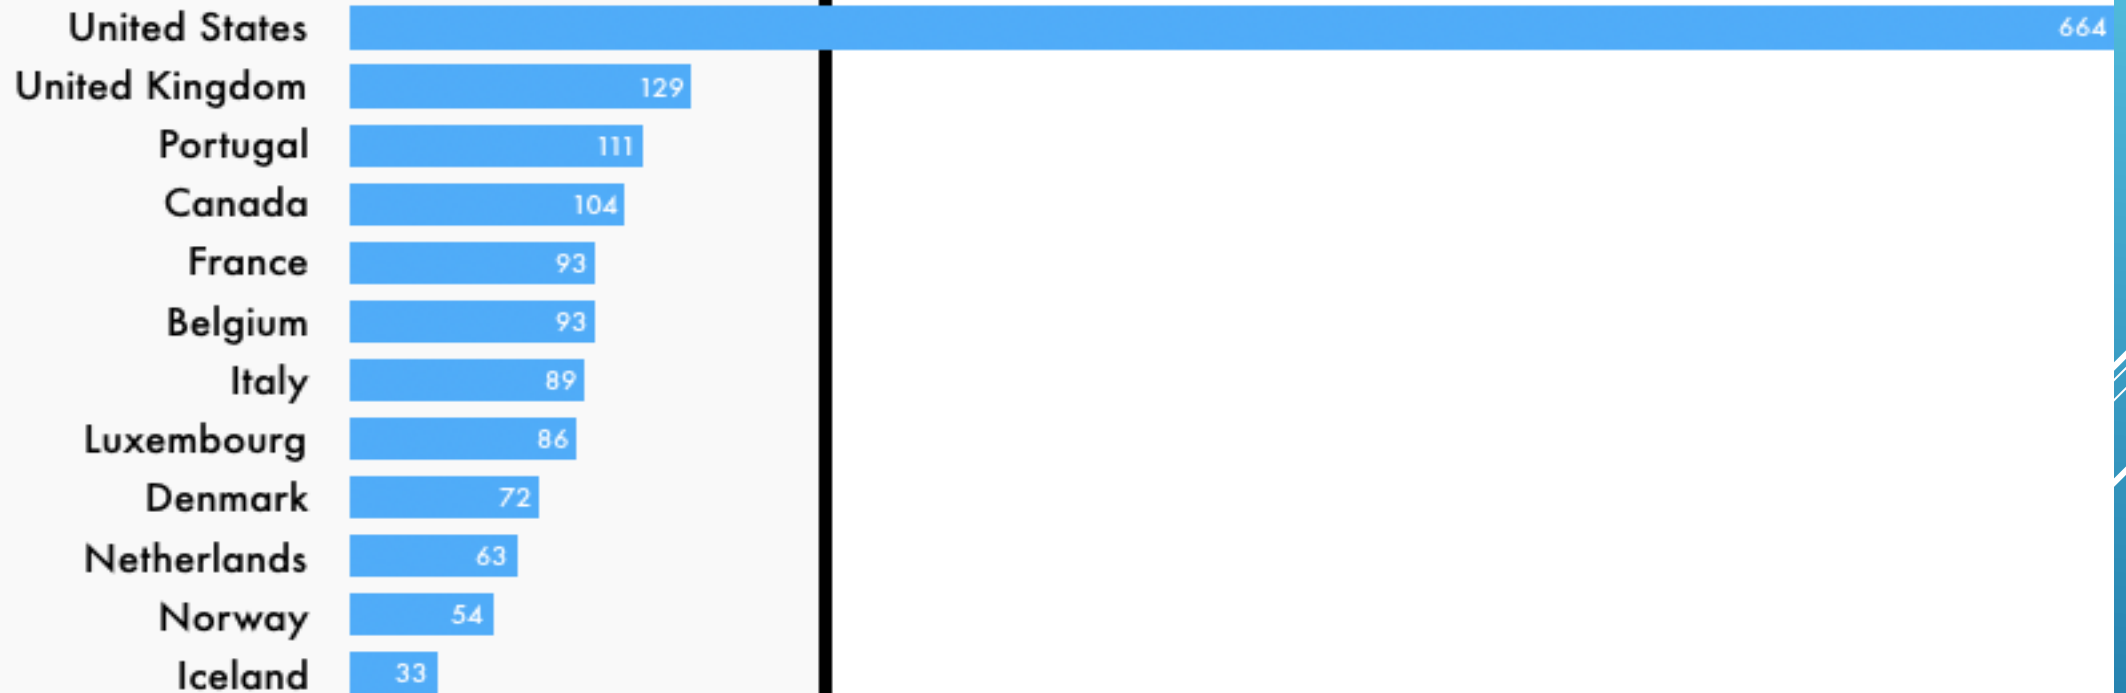 United States 664
United Kingdom 129
Portugal 111
Canada 104
France 93
Belgium 93
Italy 89
Luxembourg 86
Denmark 72
Netherlands 63
Norway 54
Iceland 33